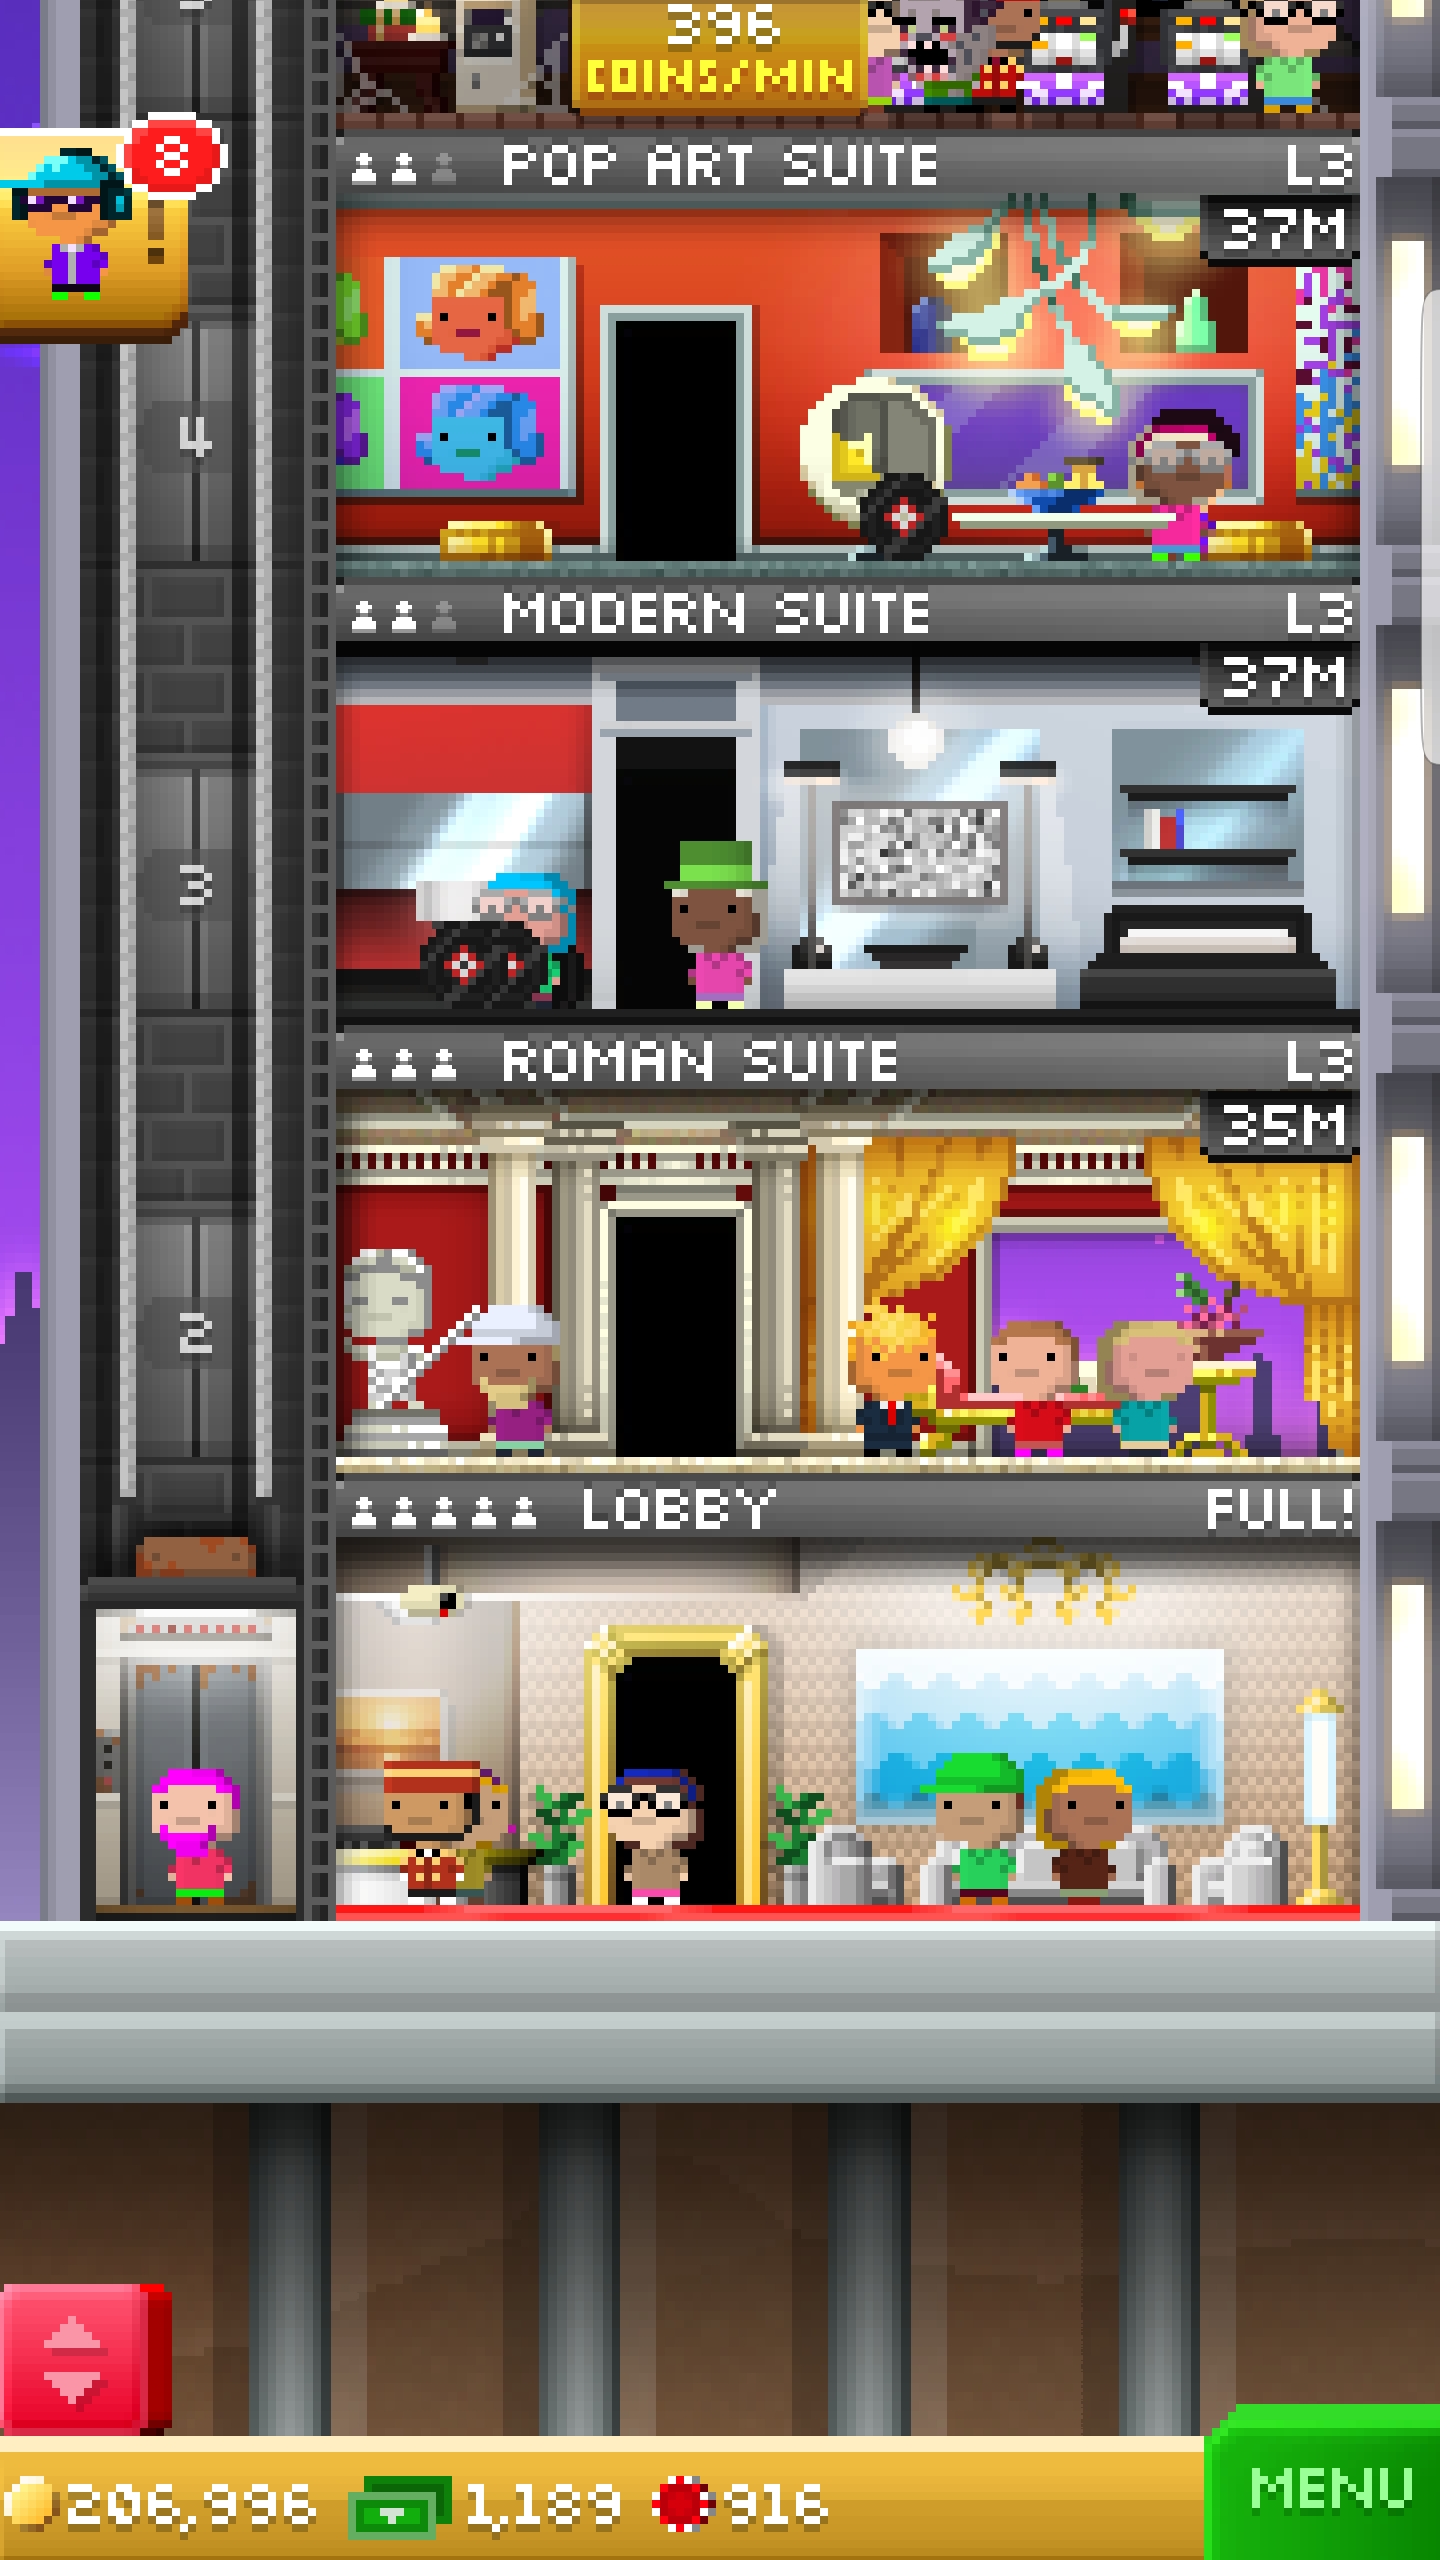 396
COINS/MIN
8
POP ART SUITE L3
37M
4
MODERN SUITE L3
37M
3
ROMAN SUITE L3
35M
2
LOBBY FULL!
206,996 1,189 916
MENU